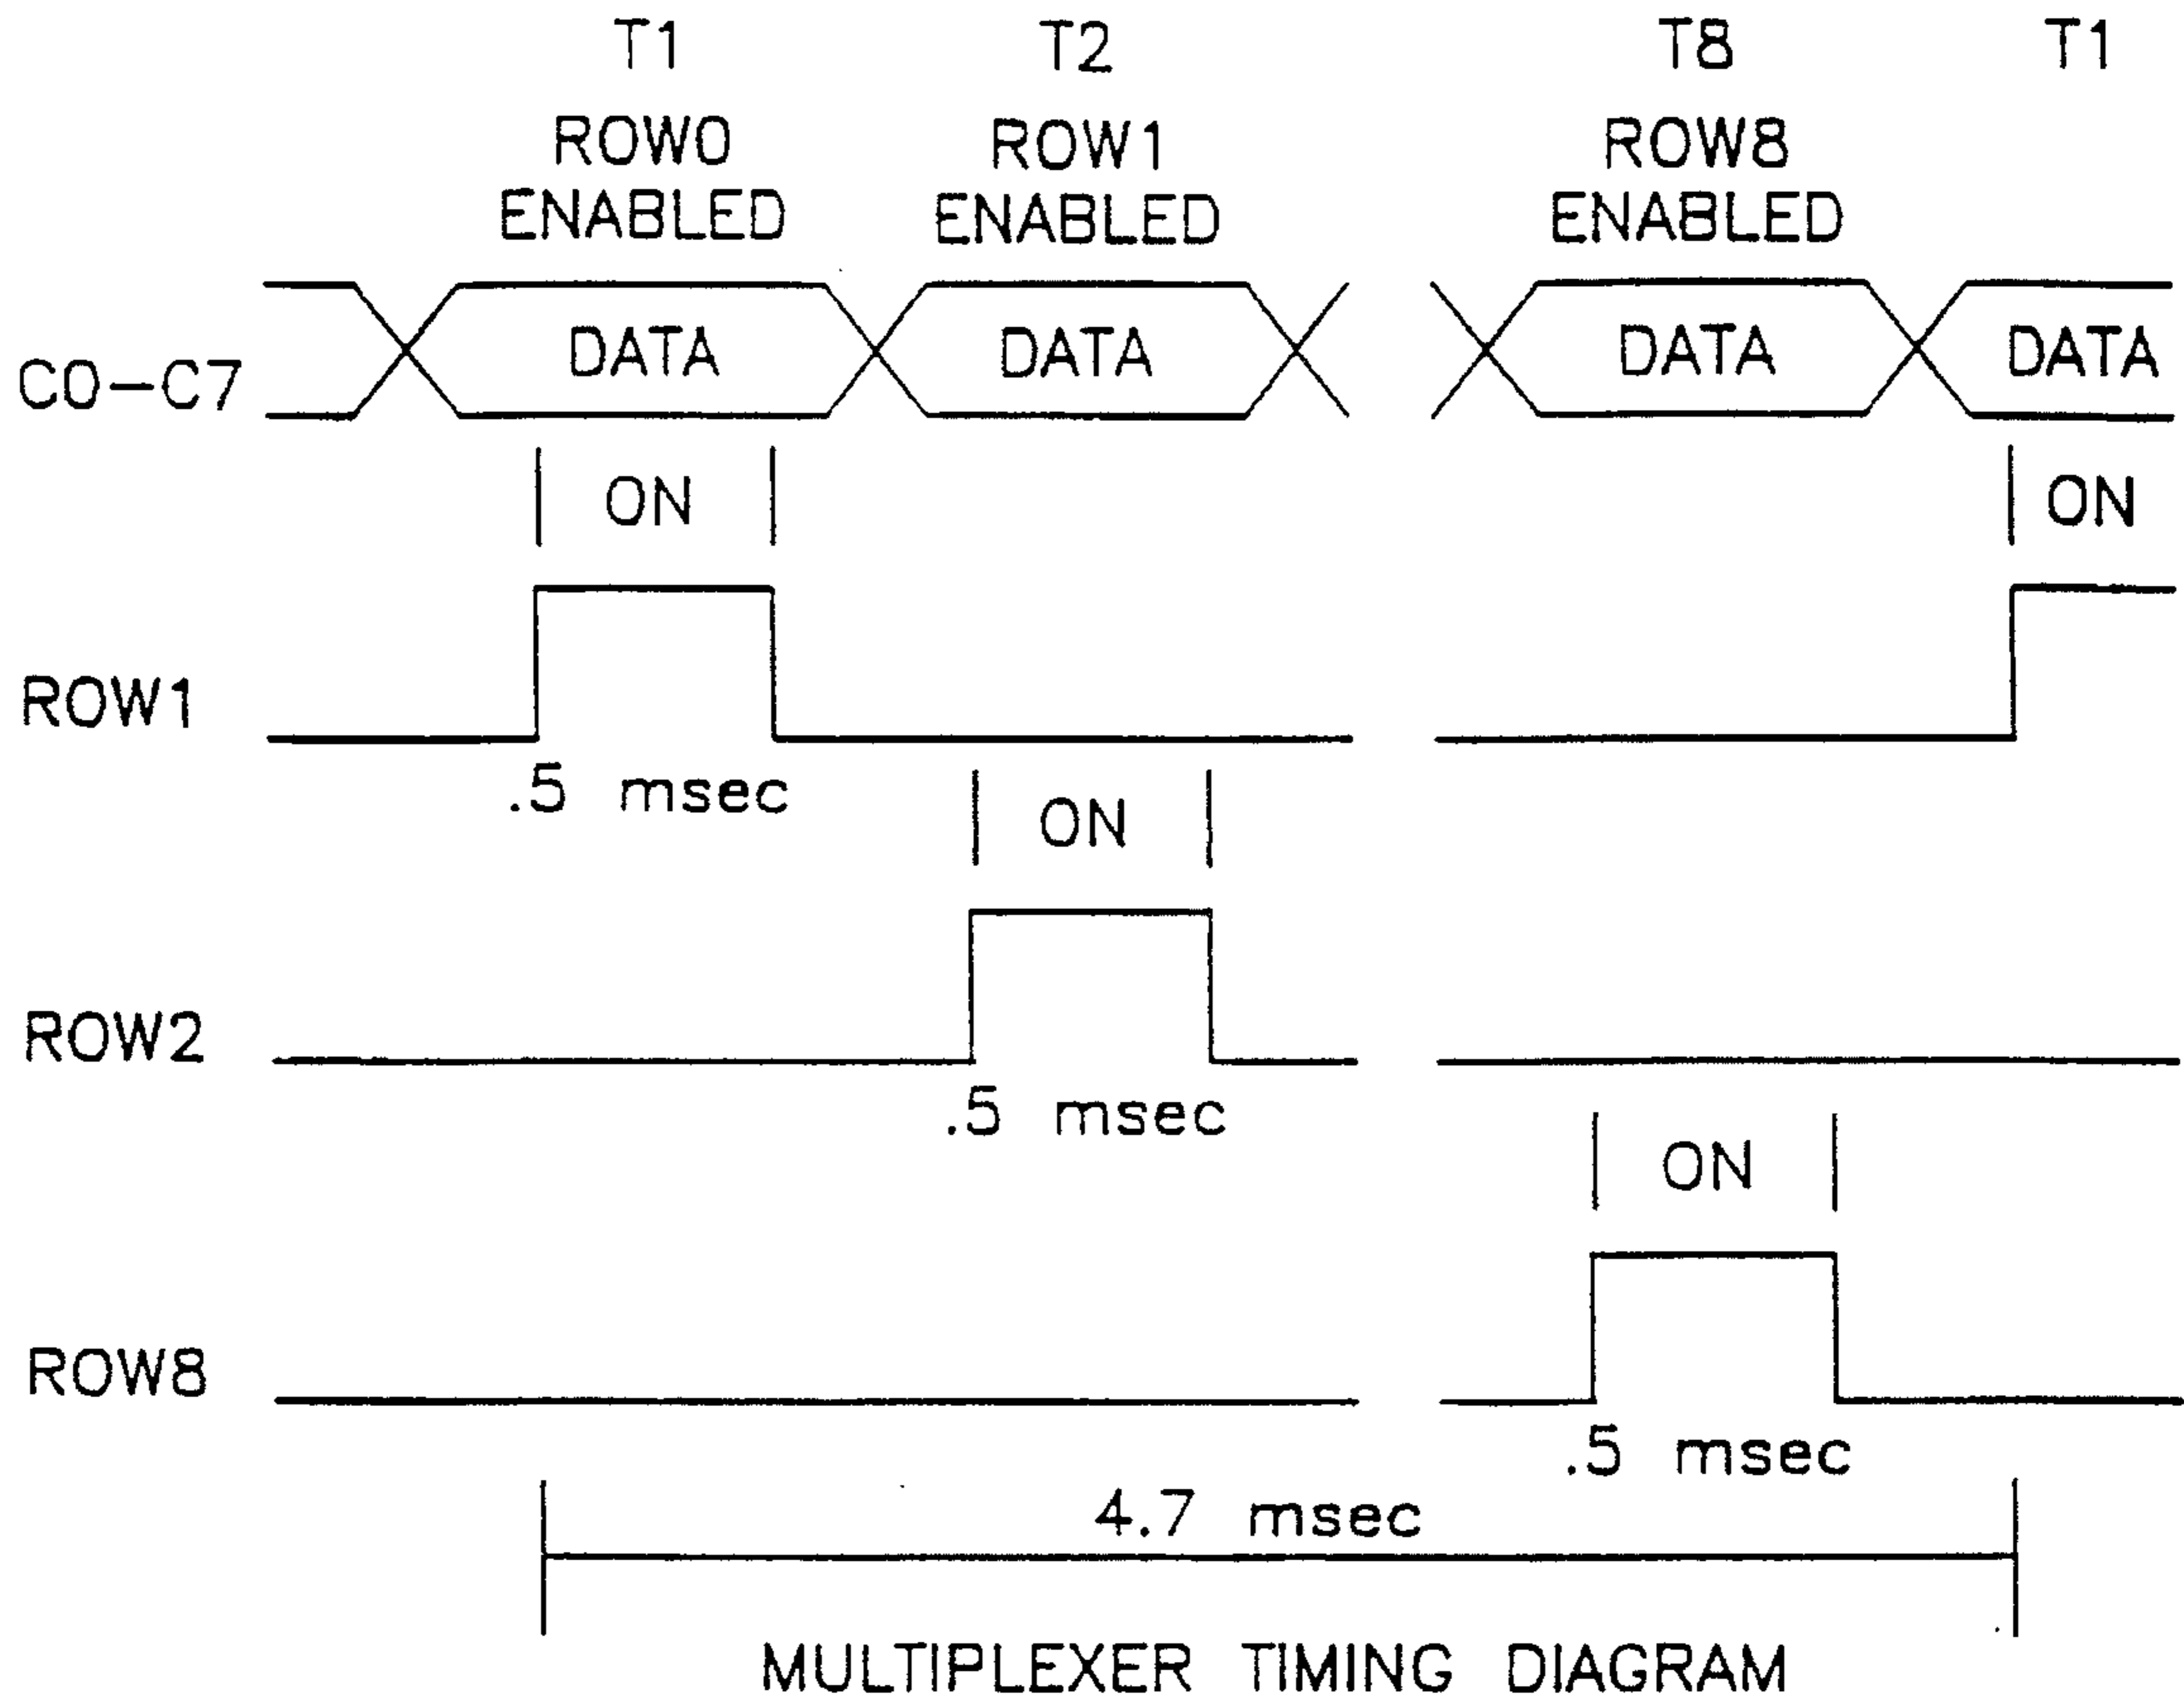 T1 T2 T8 T1
ROW0 ROW1 ROW8
ENABLED ENABLED ENABLED
C0-C7 DATA DATA DATA DATA
ON ON
ROW1
.5 msec ON
ROW2
.5 msec
ON
ROW8
.5 msec
4.7 msec
MULTIPLEXER TIMING DIAGRAM